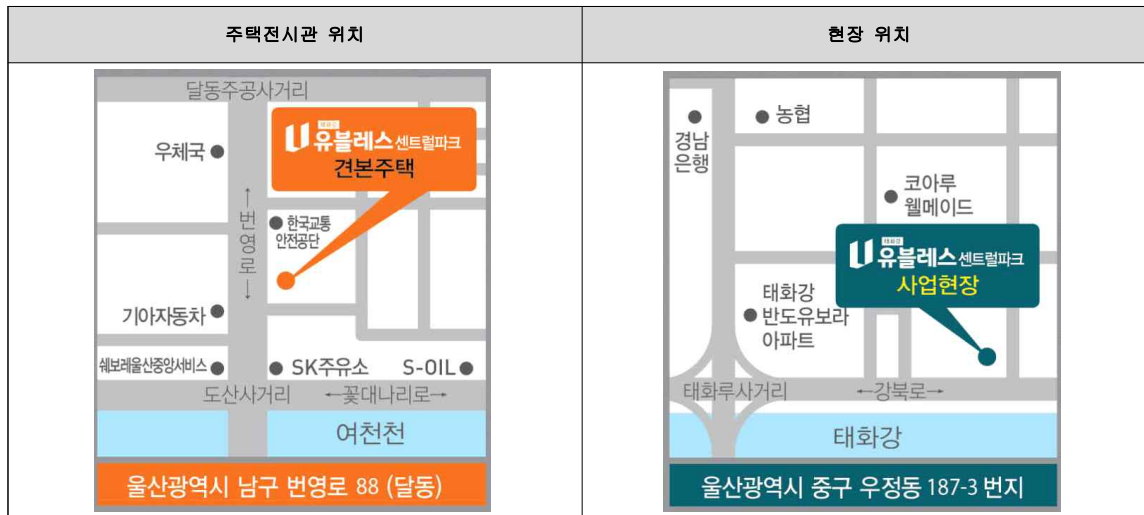 주택전시관 위치
현장 위치
달동주공사거리
우체국
태화강
유블레스 센트럴파크
견본주택
←번영로→
한국교통
안전공단
기아자동차
쉐보레울산중앙서비스
SK주유소
S-OIL
도산사거리
←꽃대나리로→
여천천
울산광역시 남구 번영로 88 (달동)
경남
은행
농협
코아루
웰메이드
태화강
유블레스 센트럴파크
사업현장
태화강
반도유보라
아파트
태화루사거리
←강북로→
태화강
울산광역시 중구 우정동 187-3 번지